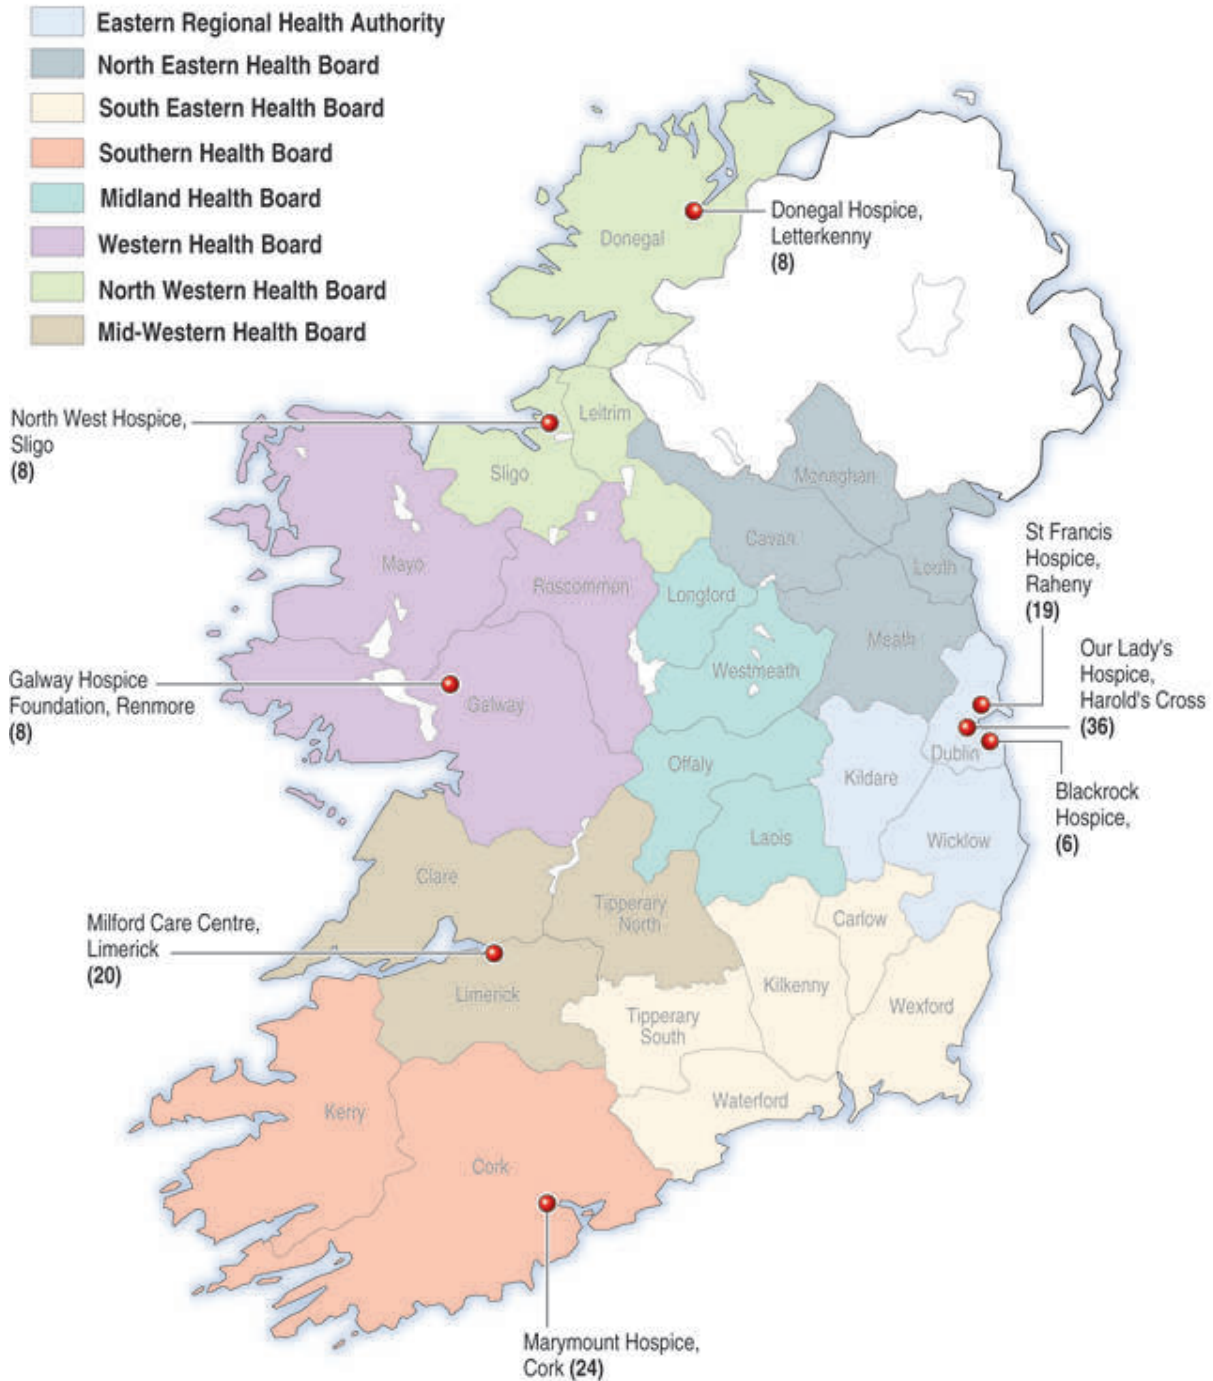 Eastern Regional Health Authority
North Eastern Health Board
South Eastern Health Board
Southern Health Board
Midland Health Board
Western Health Board
North Western Health Board
Mid-Western Health Board
Donegal
Donegal Hospice,
Letterkenny
(8)
North West Hospice,
Sligo
(8)
Leitrim
Sligo
Monaghan
Cavan
Louth
Mayo
Roscommon
Longford
Meath
Westmeath
St Francis
Hospice,
Raheny
(19)
Our Lady's
Hospice,
Harold's Cross
(36)
Galway Hospice
Foundation, Renmore
(8)
Galway
Offaly
Kildare
Dublin
Blackrock
Hospice,
(6)
Laois
Wicklow
Clare
Tipperary
North
Carlow
Milford Care Centre,
Limerick
(20)
Limerick
Kilkenny
Wexford
Tipperary
South
Waterford
Kerry
Cork
Marymount Hospice,
Cork (24)